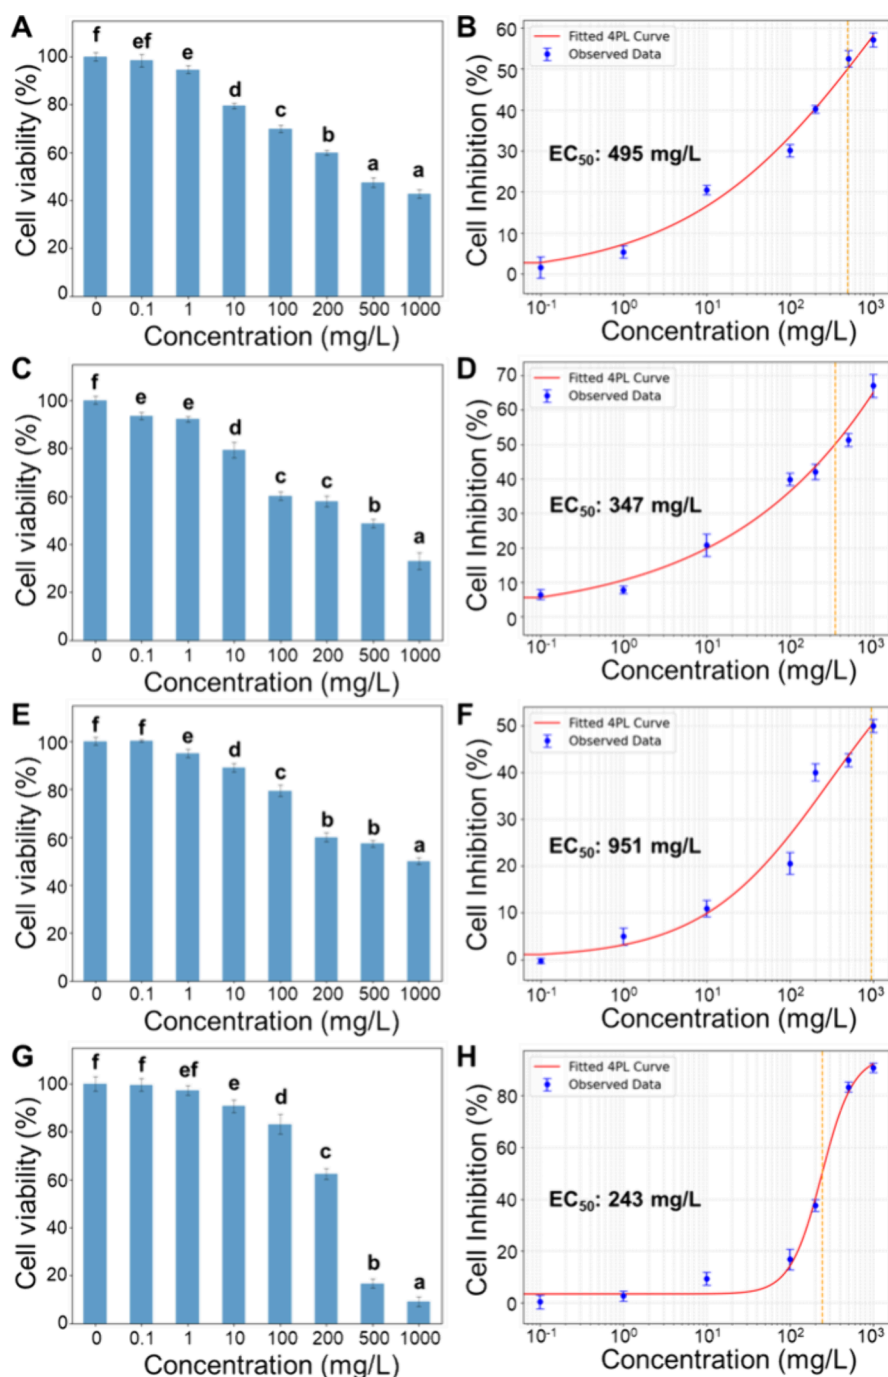 A
Cell viability (%)
100
80
60
40
20
0
f
ef
e
d
c
b
a
a
0 0.1 1 10 100 200 500 1000
Concentration (mg/L)
B
Cell Inhibition (%)
60
50
40
30
20
10
0
Fitted 4PL Curve
Observed Data
EC₅₀: 495 mg/L
10⁻¹ 10⁰ 10¹ 10² 10³
Concentration (mg/L)
C
Cell viability (%)
100
80
60
40
20
0
f
e
e
d
c
c
b
a
0 0.1 1 10 100 200 500 1000
Concentration (mg/L)
D
Cell Inhibition (%)
70
60
50
40
30
20
10
0
Fitted 4PL Curve
Observed Data
EC₅₀: 347 mg/L
10⁻¹ 10⁰ 10¹ 10² 10³
Concentration (mg/L)
E
Cell viability (%)
100
80
60
40
20
0
f
f
e
d
c
b
b
a
0 0.1 1 10 100 200 500 1000
Concentration (mg/L)
F
Cell Inhibition (%)
50
40
30
20
10
0
Fitted 4PL Curve
Observed Data
EC₅₀: 951 mg/L
10⁻¹ 10⁰ 10¹ 10² 10³
Concentration (mg/L)
G
Cell viability (%)
100
80
60
40
20
0
f
f
ef
e
d
c
b
a
0 0.1 1 10 100 200 500 1000
Concentration (mg/L)
H
Cell Inhibition (%)
80
60
40
20
0
Fitted 4PL Curve
Observed Data
EC₅₀: 243 mg/L
10⁻¹ 10⁰ 10¹ 10² 10³
Concentration (mg/L)